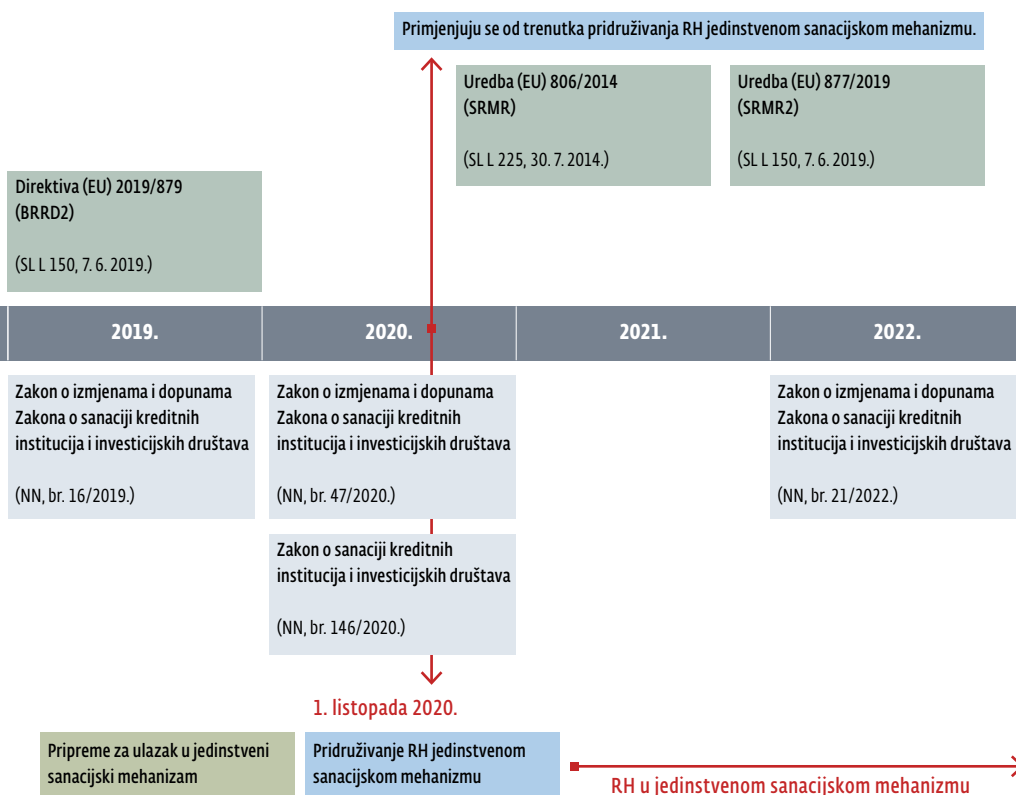 Primjenjuju se od trenutka pridruživanja RH jedinstvenom sanacijskom mehanizmu.
Uredba (EU) 806/2014
(SRMR)
(SL L 225, 30. 7. 2014.)
Uredba (EU) 877/2019
(SRMR2)
(SL L 150, 7. 6. 2019.)
Direktiva (EU) 2019/879
(BRRD2)
(SL L 150, 7. 6. 2019.)
2019.
2020.
2021.
2022.
Zakon o izmjenama i dopunama
Zakona o sanaciji kreditnih
institucija i investicijskih društava
(NN, br. 16/2019.)
Zakon o izmjenama i dopunama
Zakona o sanaciji kreditnih
institucija i investicijskih društava
(NN, br. 47/2020.)
Zakon o izmjenama i dopunama
Zakona o sanaciji kreditnih
institucija i investicijskih društava
(NN, br. 21/2022.)
Zakon o sanaciji kreditnih
institucija i investicijskih društava
(NN, br. 146/2020.)
1. listopada 2020.
Pripreme za ulazak u jedinstveni
sanacijski mehanizam
Pridruživanje RH jedinstvenom
sanacijskom mehanizmu
RH u jedinstvenom sanacijskom mehanizmu